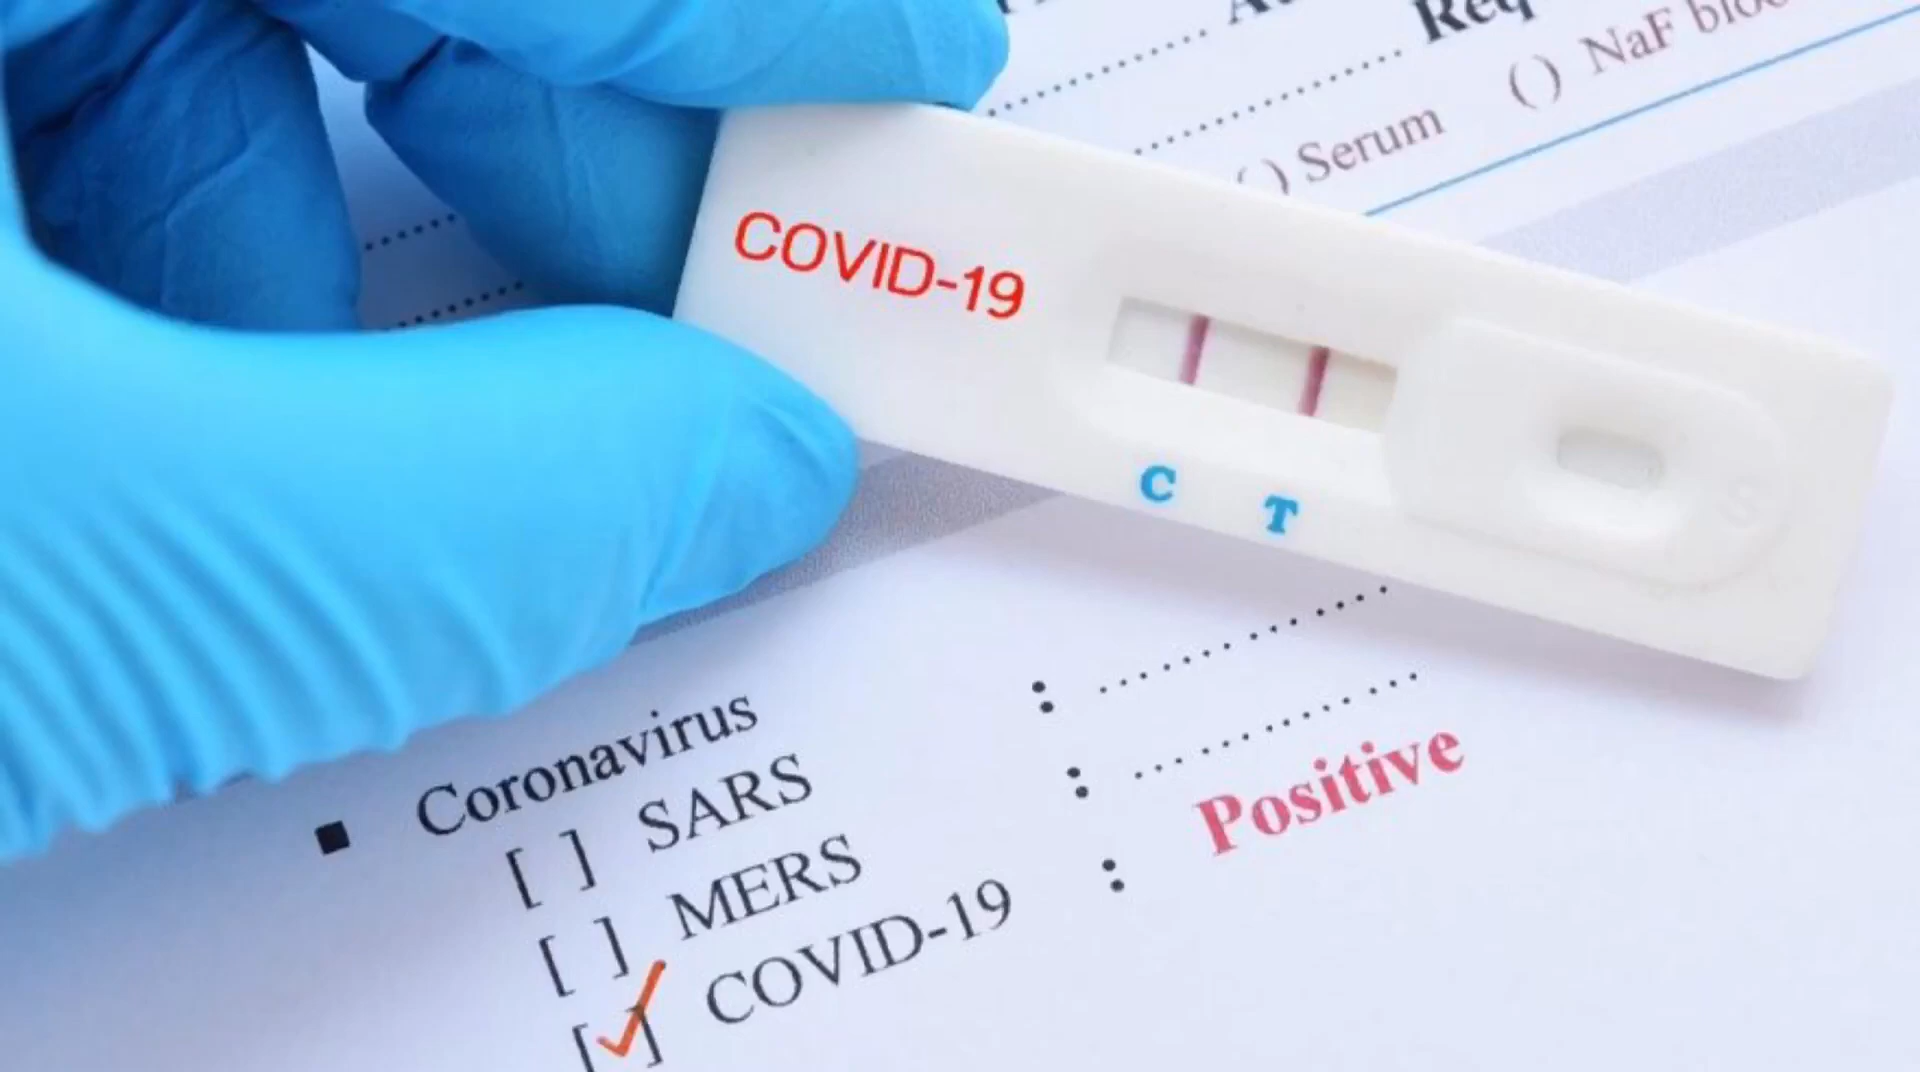 Req
( ) Serum ( ) NaF
COVID-19
C T
S
■ Coronavirus
[ ] SARS : ....................
[ ] MERS : ....................
[✓] COVID-19 : Positive